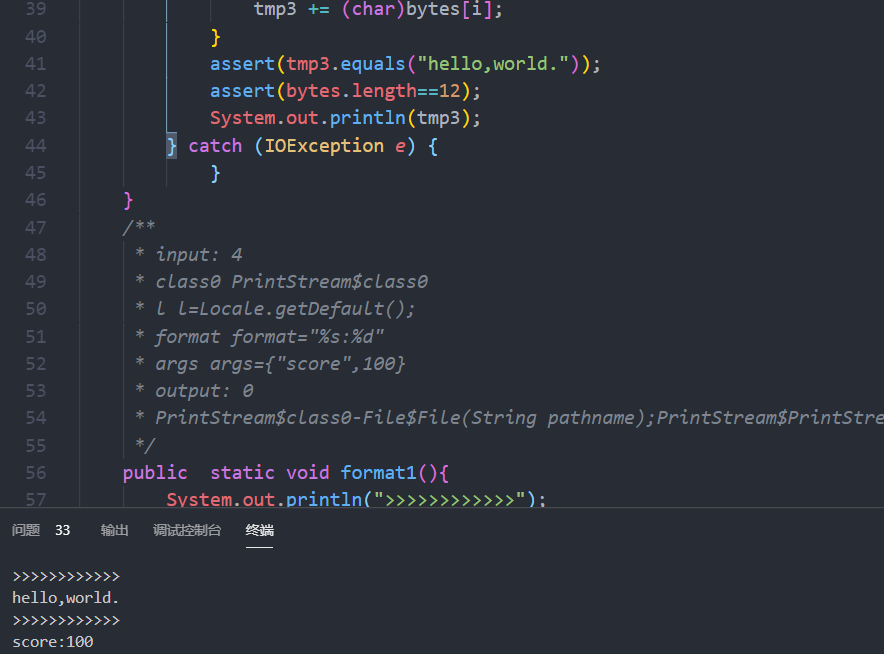 39 tmp3 += (char)bytes[i];
40 }
41 assert(tmp3.equals("hello,world."));
42 assert(bytes.length==12);
43 System.out.println(tmp3);
44 } catch (IOException e) {
45 }
46 }
47 /**
48 * input: 4
49 * class0 PrintStream$class0
50 * l l=Locale.getDefault();
51 * format format="%s:%d"
52 * args args={"score",100}
53 * output: 0
54 * PrintStream$class0-File$File(String pathname);PrintStream$PrintStre
55 */
56 public  static void format1(){
57 System.out.println(">>>>>>>>>>>>");
问题 33 输出 调试控制台 终端
>>>>>>>>>>>>
hello,world.
>>>>>>>>>>>>
score:100